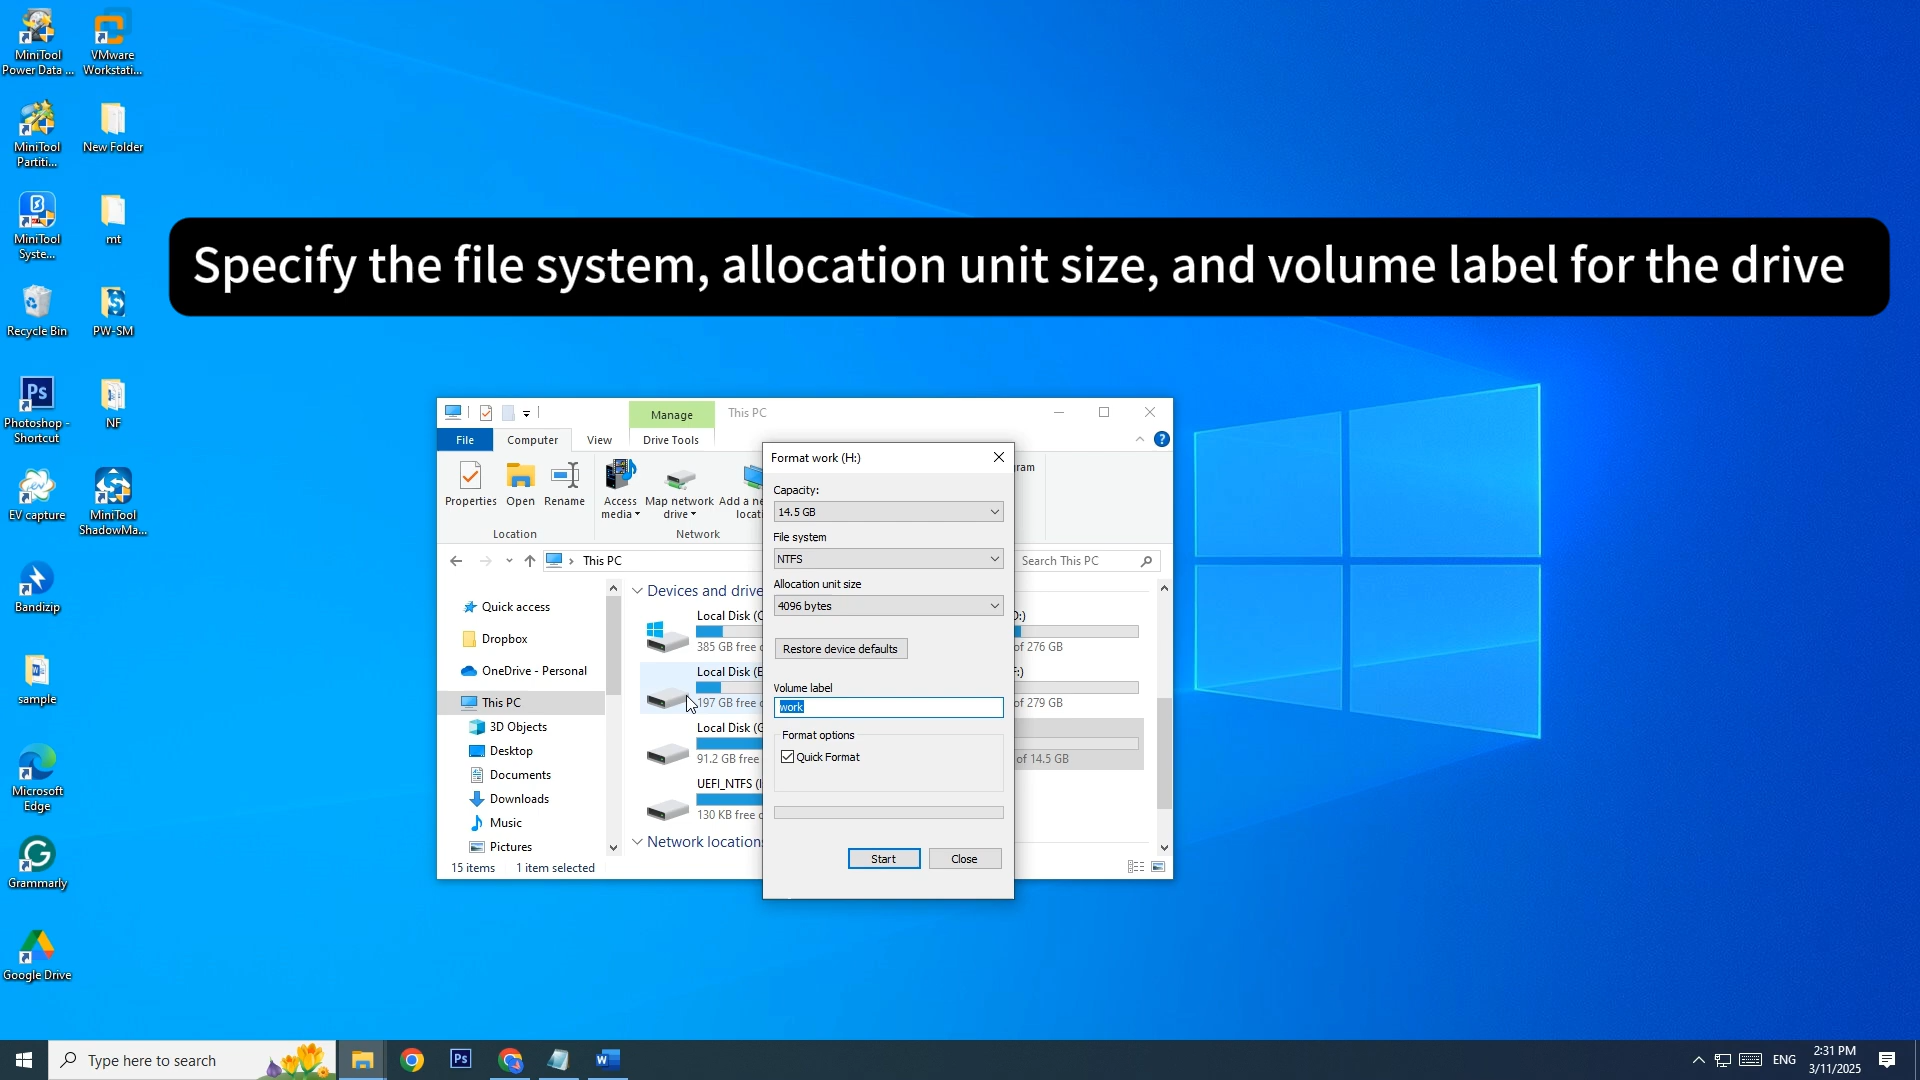 MiniTool
Power Data ...
VMware
Workstati...
MiniTool
Partiti...
New Folder
MiniTool
Syste...
mt
Recycle Bin
PW-SM
Photoshop -
Shortcut
NF
EV capture
MiniTool
ShadowMa...
Bandizip
sample
Microsoft
Edge
Grammarly
Google Drive
Specify the file system, allocation unit size, and volume label for the drive
Manage
This PC
File
Computer
View
Drive Tools
Properties
Open
Rename
Access
media
Map network
drive
Add a ne
locati
ram
Location
Network
This PC
Search This PC
Quick access
Dropbox
OneDrive - Personal
This PC
3D Objects
Desktop
Documents
Downloads
Music
Pictures
Devices and drive
Local Disk (C
385 GB free o
Local Disk (E
197 GB free o
Local Disk (G
91.2 GB free
UEFI_NTFS (I
130 KB free o
D:)
of 276 GB
F:)
of 279 GB
of 14.5 GB
Network location
15 items
1 item selected
Format work (H:)
Capacity:
14.5 GB
File system
NTFS
Allocation unit size
4096 bytes
Restore device defaults
Volume label
work
Format options
Quick Format
Start
Close
Type here to search
ENG
2:31 PM
3/11/2025